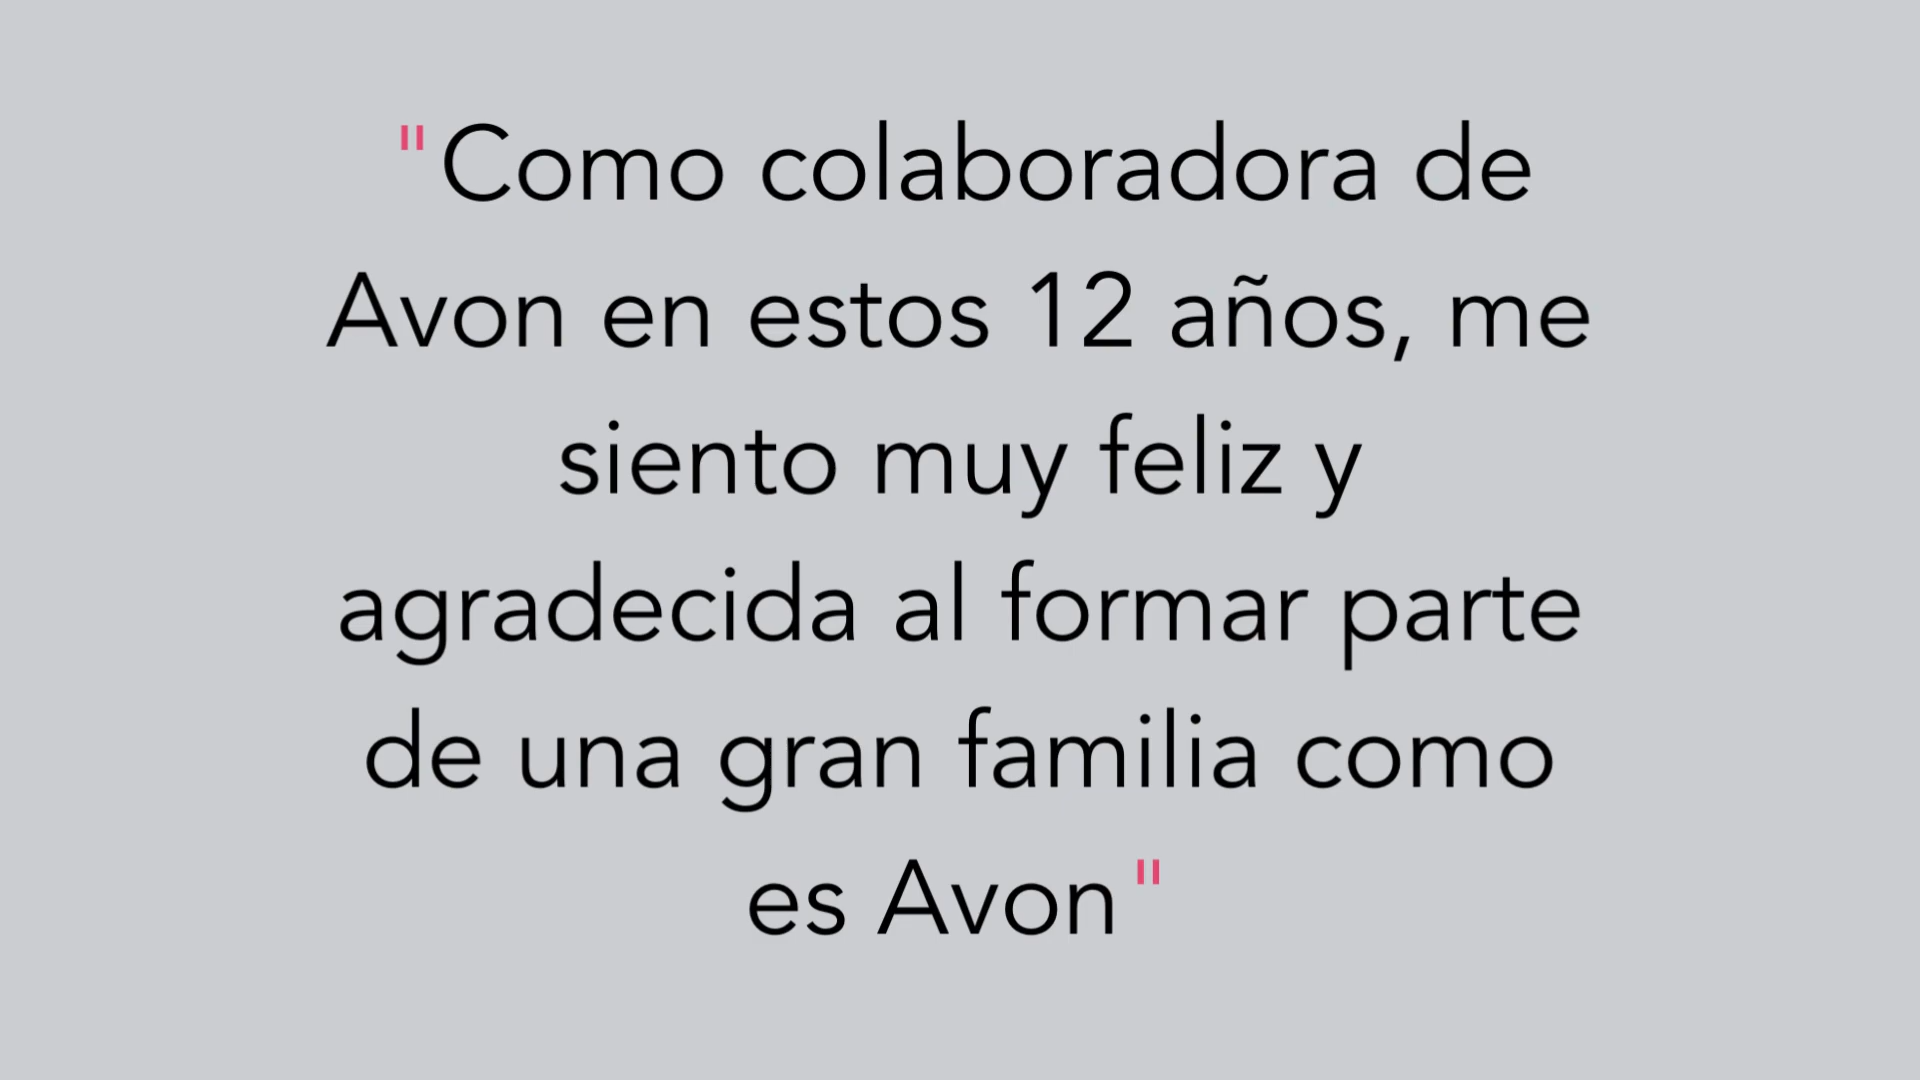 "Como colaboradora de
Avon en estos 12 años, me
siento muy feliz y
agradecida al formar parte
de una gran familia como
es Avon"